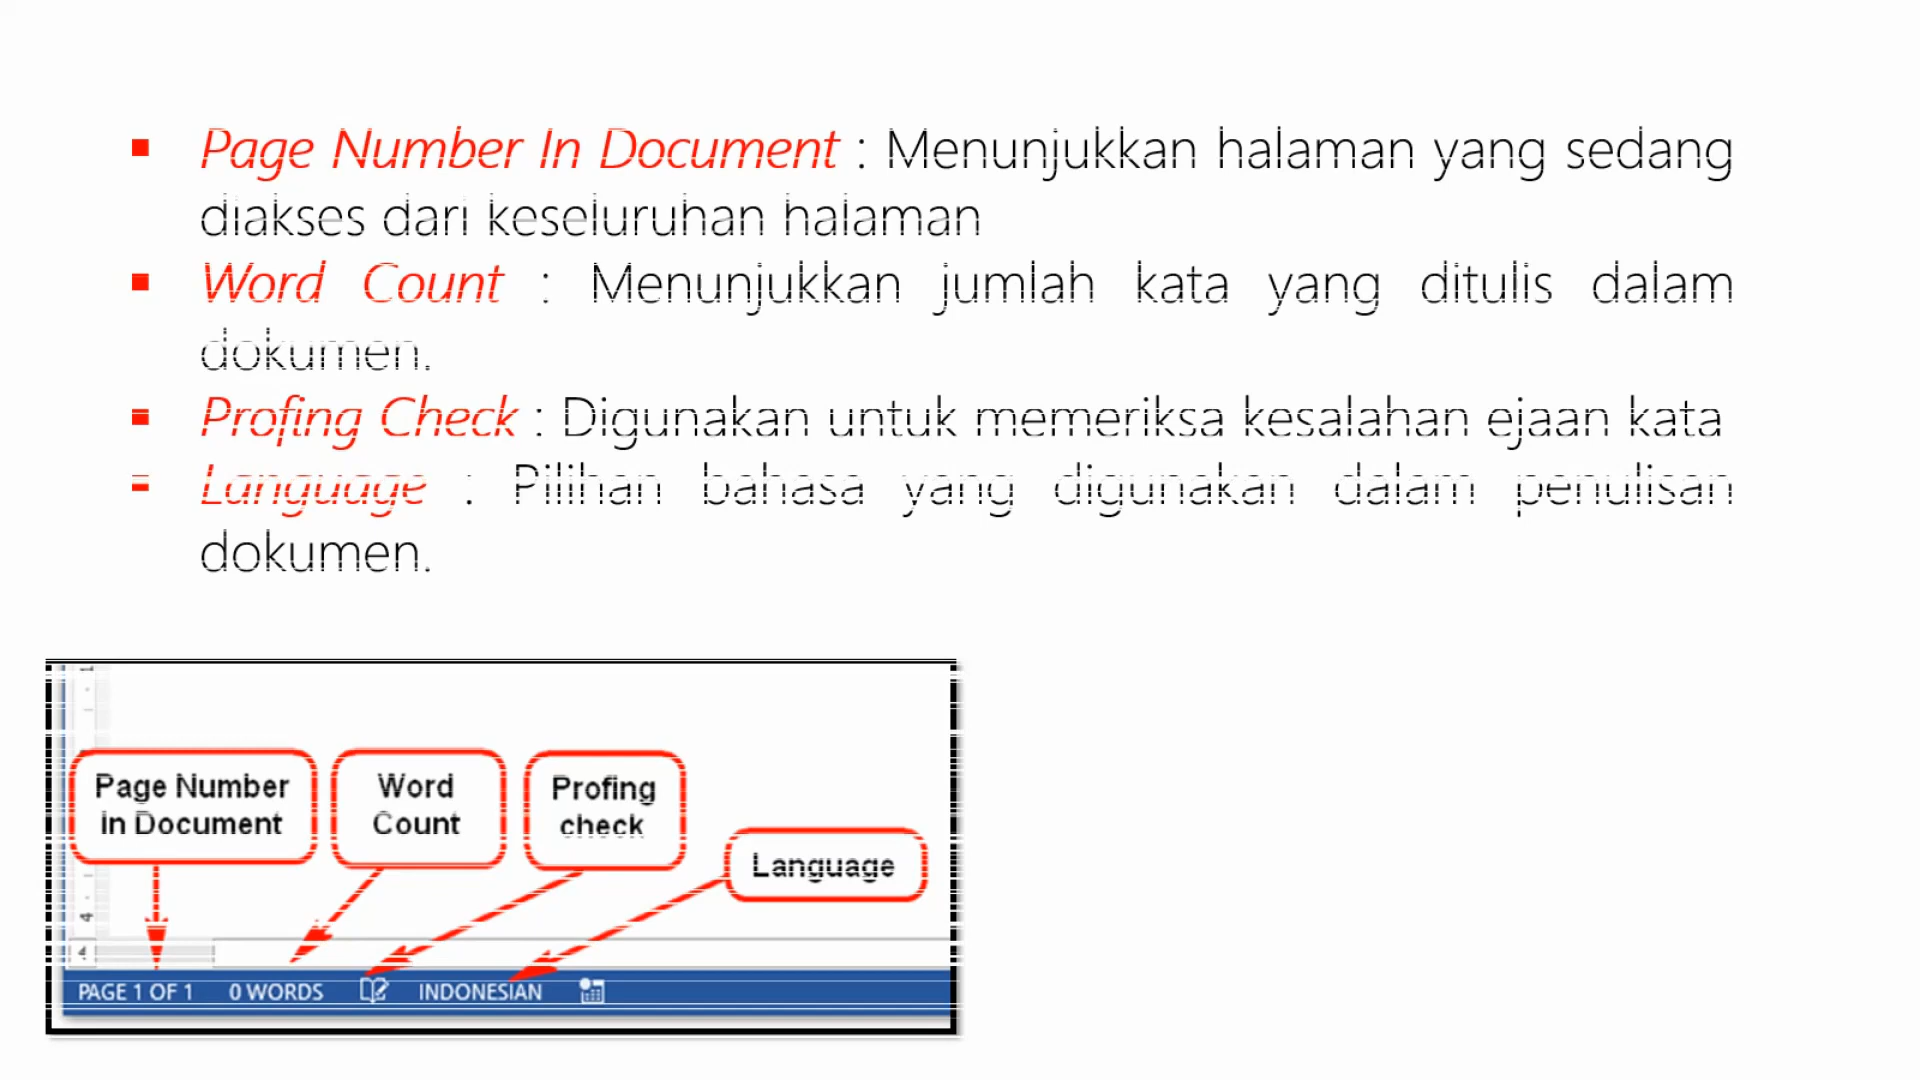 Page Number In Document : Menunjukkan halaman yang sedang
diakses dari keseluruhan halaman
Word Count : Menunjukkan jumlah kata yang ditulis dalam
dokumen.
Profing Check : Digunakan untuk memeriksa kesalahan ejaan kata
Language : Pilihan bahasa yang digunakan dalam penulisan
dokumen.
Page Number
in Document
Word
Count
Profing
check
Language
4
PAGE 1 OF 1 0 WORDS INDONESIAN